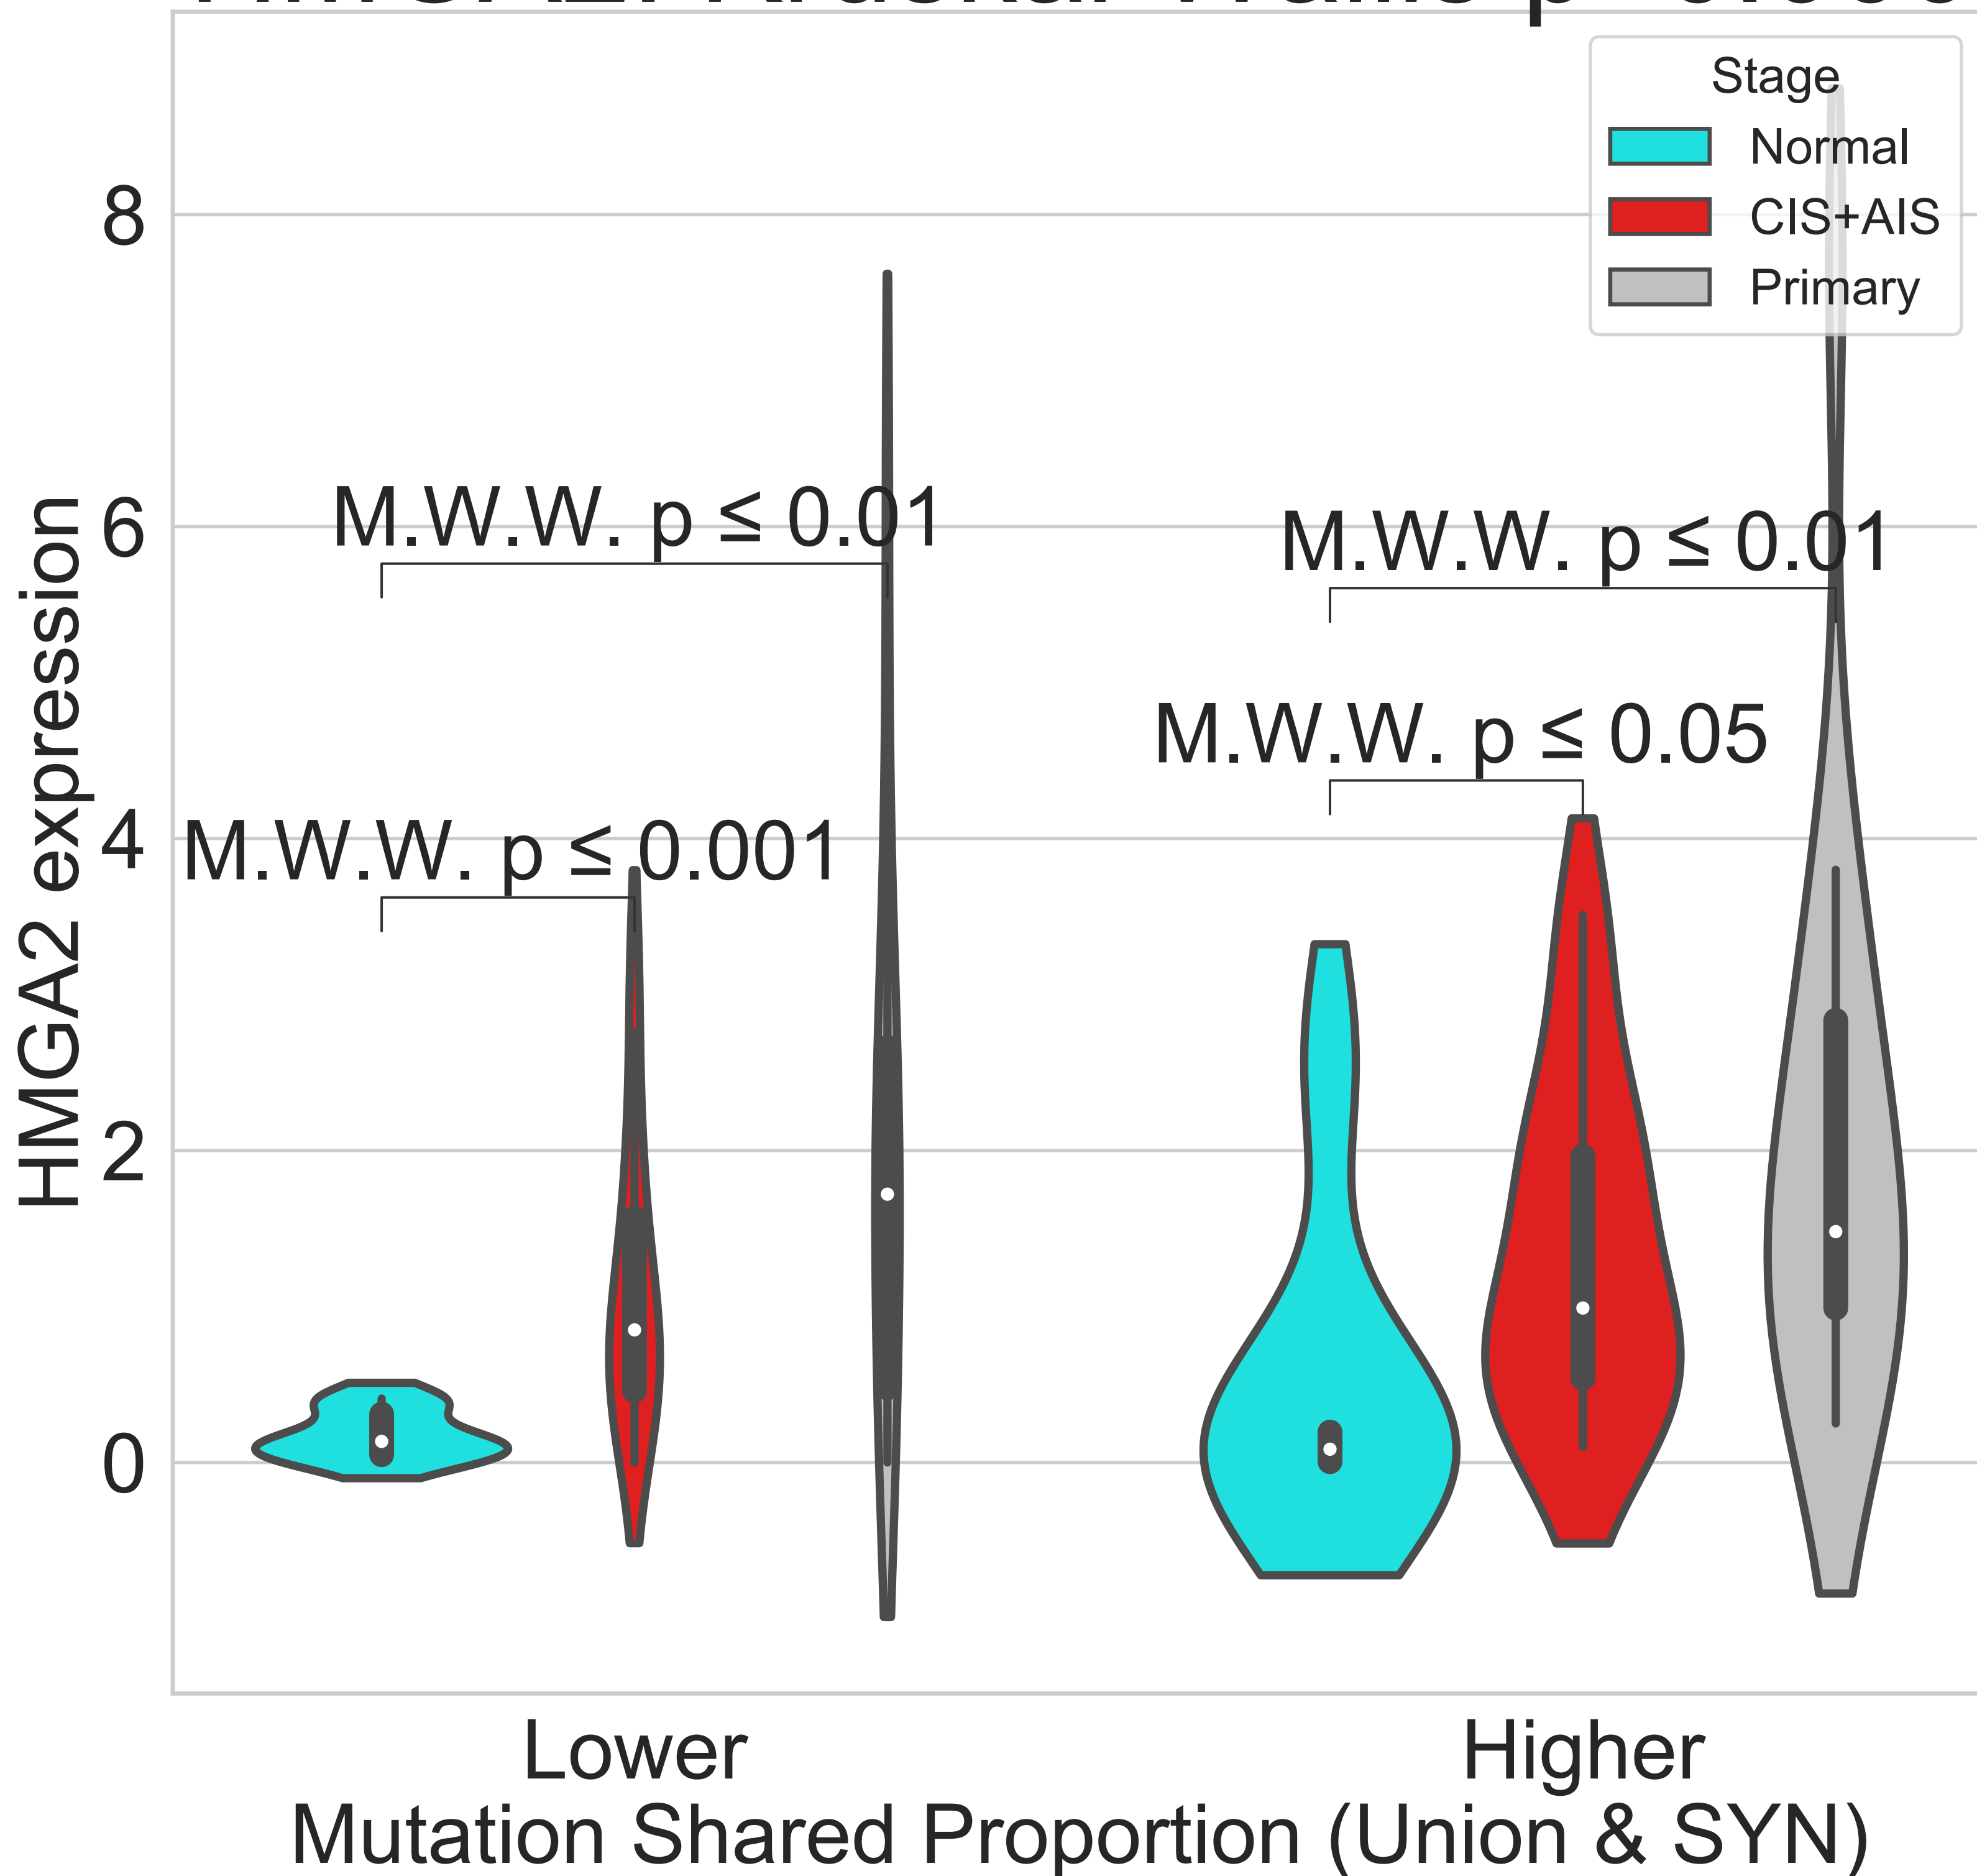 Stage
Normal
CIS+AIS
Primary
8
6
4
2
0
HMGA2 expression
M.W.W. p ≤ 0.01
M.W.W. p ≤ 0.01
M.W.W. p ≤ 0.05
M.W.W. p ≤ 0.001
Lower
Higher
Mutation Shared Proportion (Union & SYN)